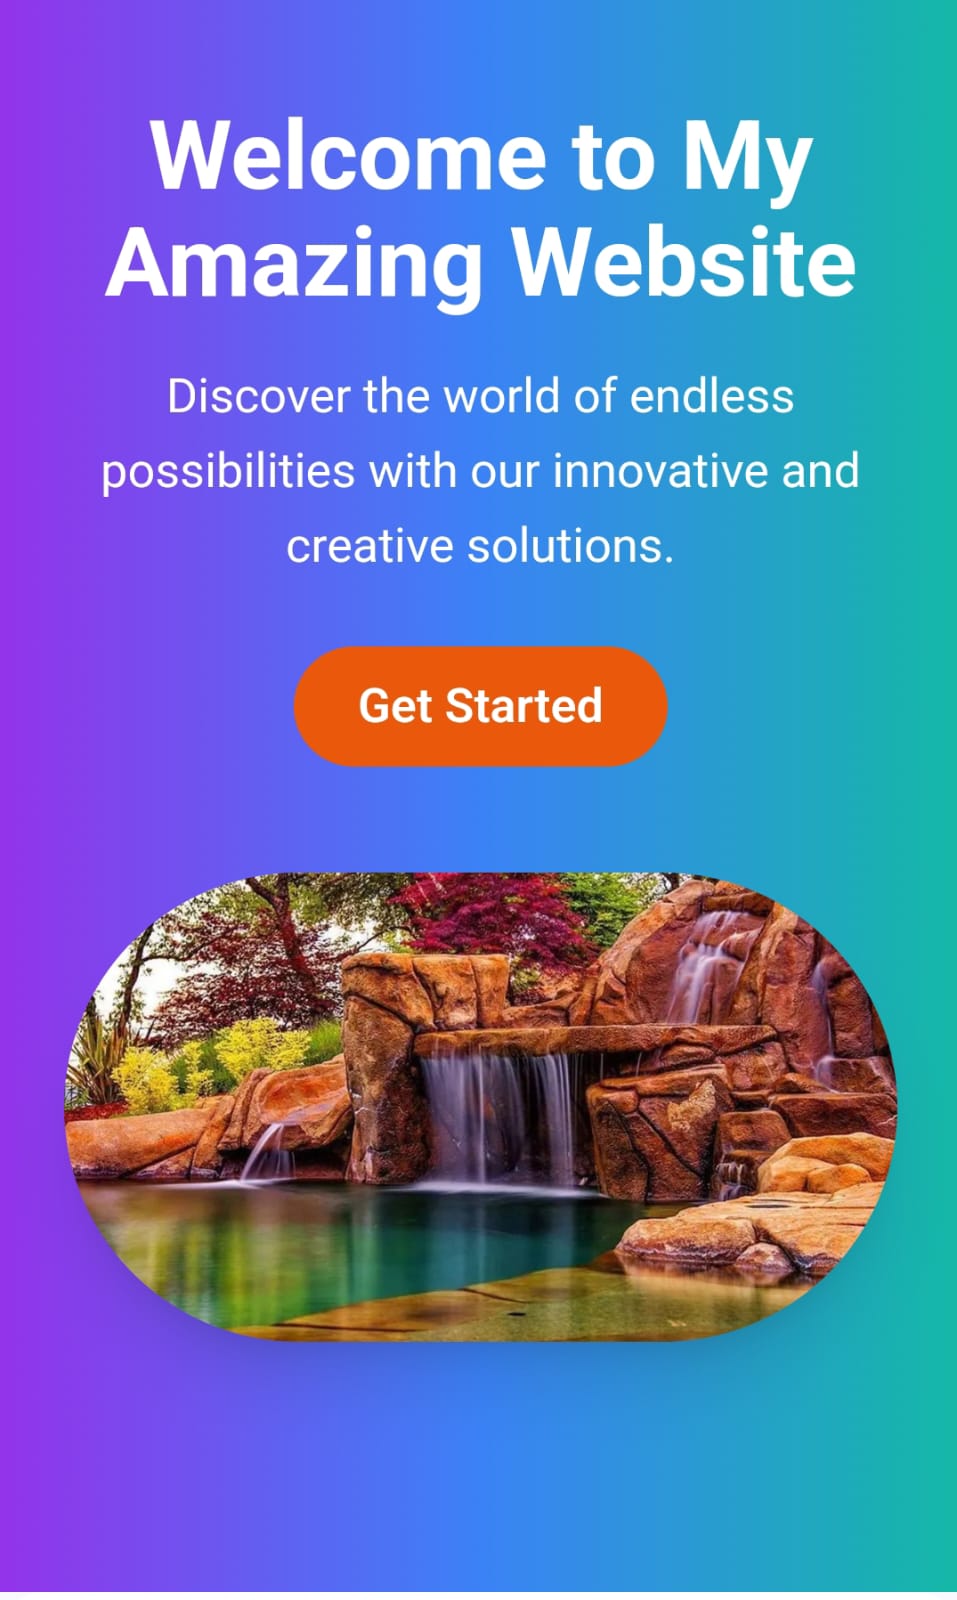 Welcome to My
Amazing Website
Discover the world of endless
possibilities with our innovative and
creative solutions.
Get Started